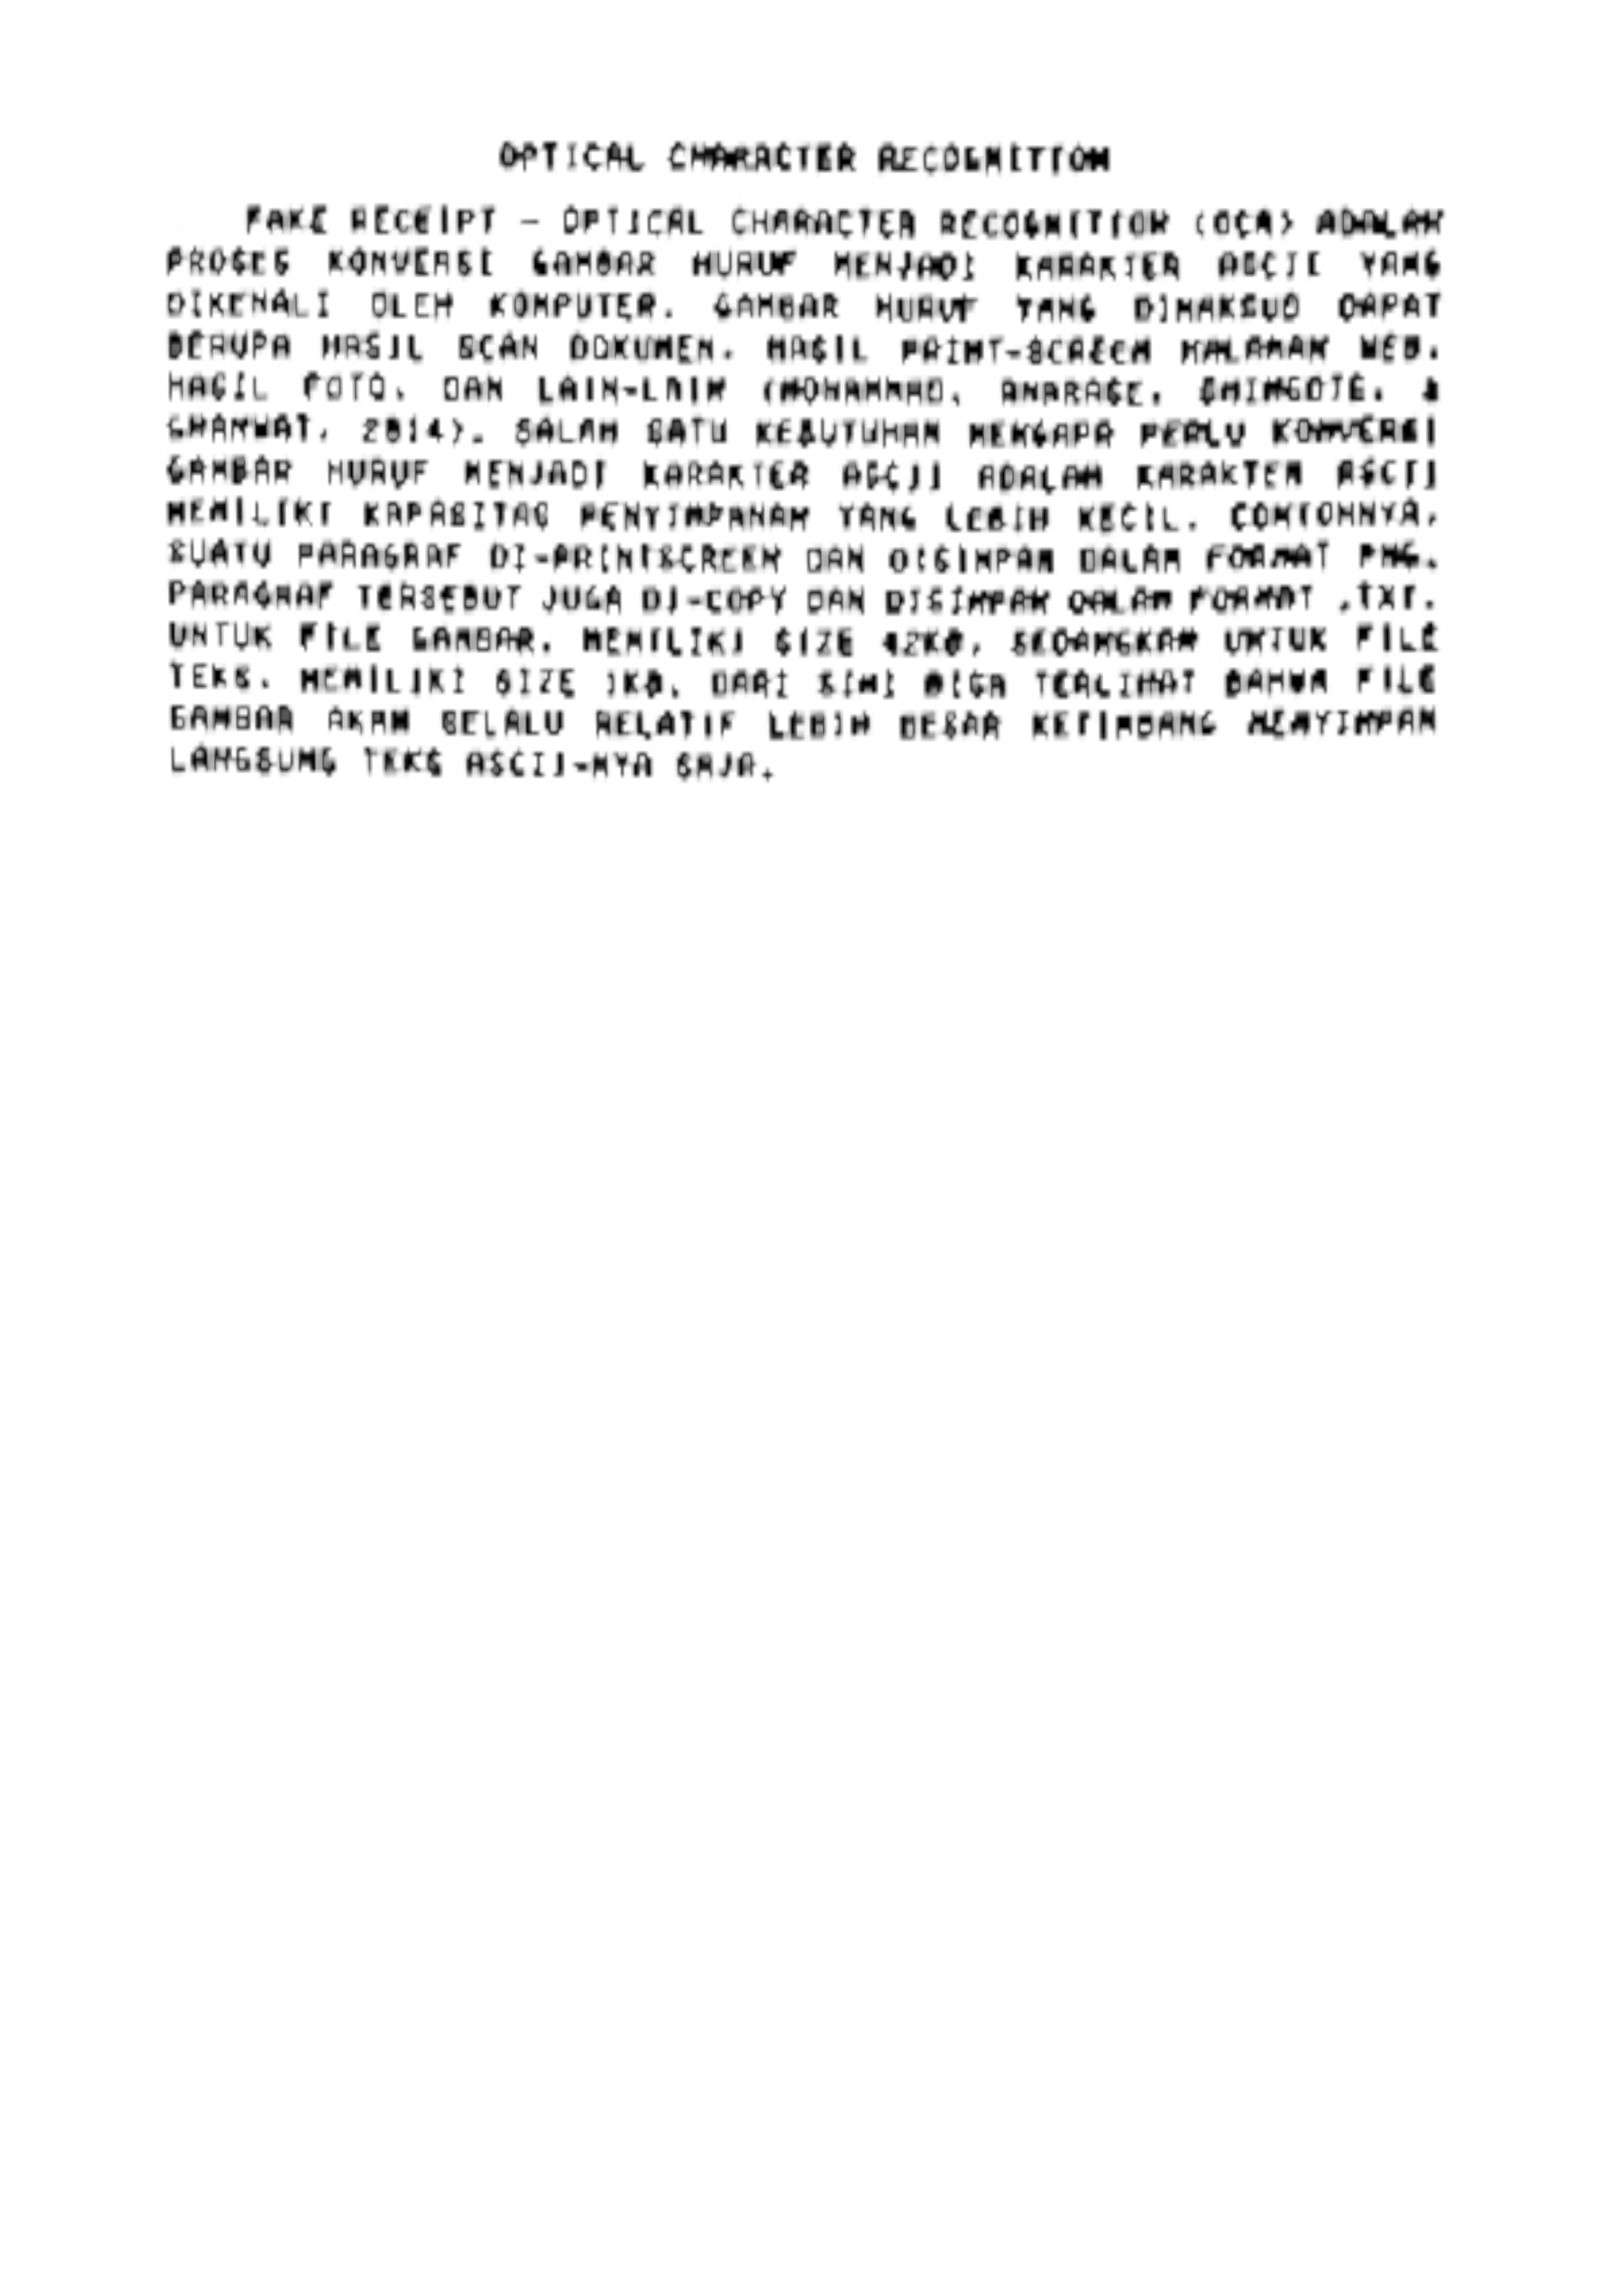 OPTICAL CHARACTER RECOGNITION
FAKE RECEIPT – OPTICAL CHARACTER RECOGNITION (OCR) ADALAH
PROSES KONVERSI GAMBAR HURUF MENJADI KARAKTER ASCII YANG
DIKENALI OLEH KOMPUTER. GAMBAR HURUF YANG DIMAKSUD DAPAT
BERUPA HASIL SCAN DOKUMEN, HASIL PRINT-SCREEN HALAMAN WEB,
HASIL FOTO, DAN LAIN-LAIN (MOHAMMAD, ANARASE, SHINGOTE, &
GHANWAT, 2014). SALAH SATU KEBUTUHAN MENGAPA PERLU KONVERSI
GAMBAR HURUF MENJADI KARAKTER ASCII ADALAH KARAKTER ASCII
MEMILIKI KAPASITAS PENYIMPANAN YANG LEBIH KECIL. CONTOHNYA,
SUATU PARAGRAF DI-PRINTSCREEN DAN DISIMPAN DALAM FORMAT PNG.
PARAGRAF TERSEBUT JUGA DI-COPY DAN DISIMPAN DALAM FORMAT .TXT.
UNTUK FILE GAMBAR, MEMILIKI SIZE 42KB, SEDANGKAN UNTUK FILE
TEKS, MEMILIKI SIZE 1KB. DARI SINI BISA TERLIHAT BAHWA FILE
GAMBAR AKAN SELALU RELATIF LEBIH BESAR KETIMBANG MENYIMPAN
LANGSUNG TEKS ASCII-NYA SAJA.